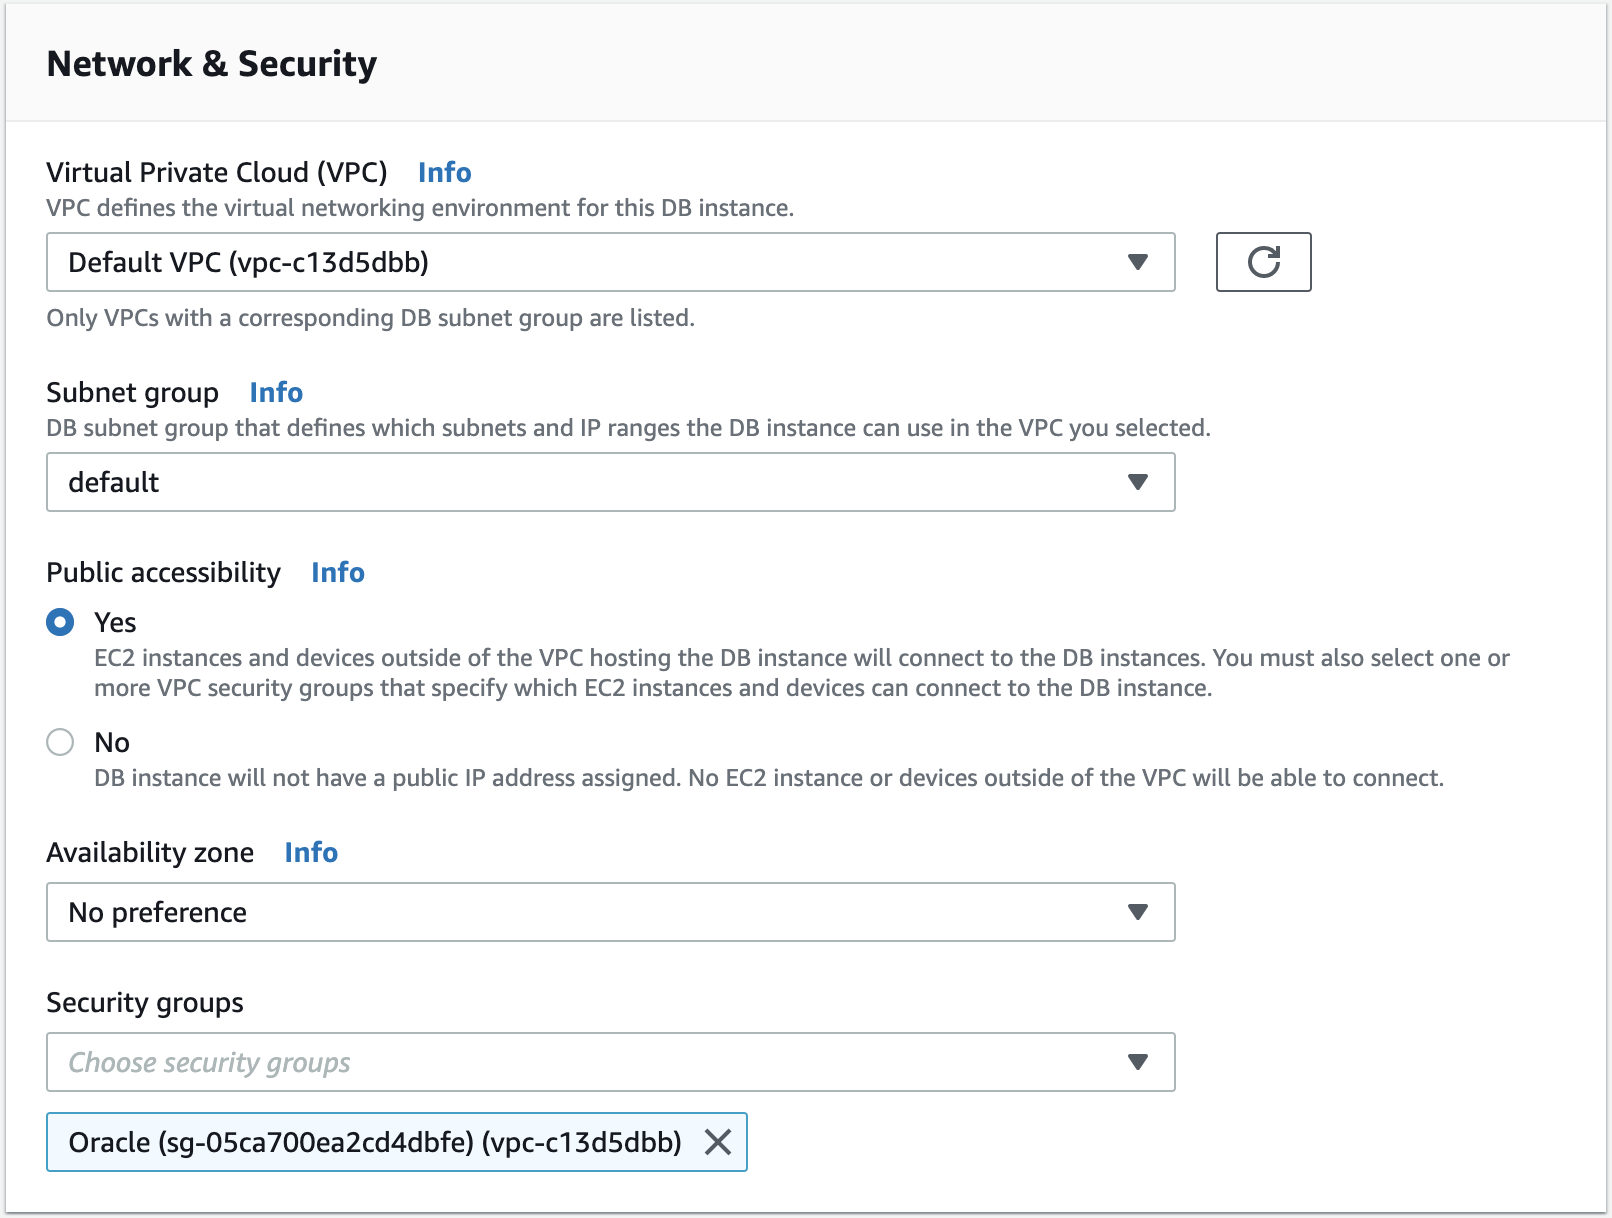 Network & Security
Virtual Private Cloud (VPC) Info
VPC defines the virtual networking environment for this DB instance.
Default VPC (vpc-c13d5dbb)
Only VPCs with a corresponding DB subnet group are listed.
Subnet group Info
DB subnet group that defines which subnets and IP ranges the DB instance can use in the VPC you selected.
default
Public accessibility Info
Yes
EC2 instances and devices outside of the VPC hosting the DB instance will connect to the DB instances. You must also select one or
more VPC security groups that specify which EC2 instances and devices can connect to the DB instance.
No
DB instance will not have a public IP address assigned. No EC2 instance or devices outside of the VPC will be able to connect.
Availability zone Info
No preference
Security groups
Choose security groups
Oracle (sg-05ca700ea2cd4dbfe) (vpc-c13d5dbb)